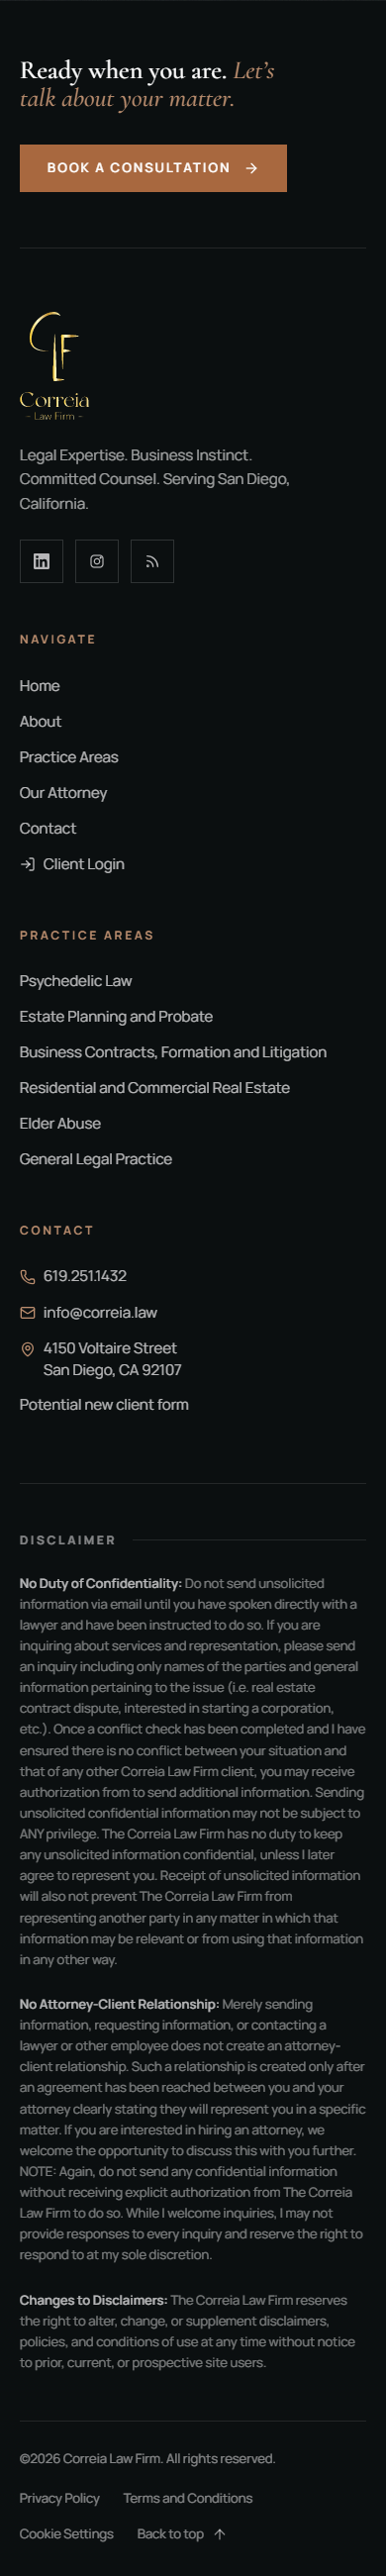 Ready when you are. Let’s
talk about your matter.
BOOK A CONSULTATION
Correia
- Law Firm -
Legal Expertise. Business Instinct.
Committed Counsel. Serving San Diego,
California.
NAVIGATE
Home
About
Practice Areas
Our Attorney
Contact
Client Login
PRACTICE AREAS
Psychedelic Law
Estate Planning and Probate
Business Contracts, Formation and Litigation
Residential and Commercial Real Estate
Elder Abuse
General Legal Practice
CONTACT
619.251.1432
info@correia.law
4150 Voltaire Street
San Diego, CA 92107
Potential new client form
DISCLAIMER
No Duty of Confidentiality: Do not send unsolicited
information via email until you have spoken directly with a
lawyer and have been instructed to do so. If you are
inquiring about services and representation, please send
an inquiry including only names of the parties and general
information pertaining to the issue (i.e. real estate
contract dispute, interested in starting a corporation,
etc.). Once a conflict check has been completed and I have
ensured there is no conflict between your situation and
that of any other Correia Law Firm client, you may receive
authorization from to send additional information. Sending
unsolicited confidential information may not be subject to
ANY privilege. The Correia Law Firm has no duty to keep
any unsolicited information confidential, unless I later
agree to represent you. Receipt of unsolicited information
will also not prevent The Correia Law Firm from
representing another party in any matter in which that
information may be relevant or from using that information
in any other way.
No Attorney-Client Relationship: Merely sending
information, requesting information, or contacting a
lawyer or other employee does not create an attorney-
client relationship. Such a relationship is created only after
an agreement has been reached between you and your
attorney clearly stating they will represent you in a specific
matter. If you are interested in hiring an attorney, we
welcome the opportunity to discuss this with you further.
NOTE: Again, do not send any confidential information
without receiving explicit authorization from The Correia
Law Firm to do so. While I welcome inquiries, I may not
provide responses to every inquiry and reserve the right to
respond to at my sole discretion.
Changes to Disclaimers: The Correia Law Firm reserves
the right to alter, change, or supplement disclaimers,
policies, and conditions of use at any time without notice
to prior, current, or prospective site users.
©2026 Correia Law Firm. All rights reserved.
Privacy Policy Terms and Conditions
Cookie Settings Back to top